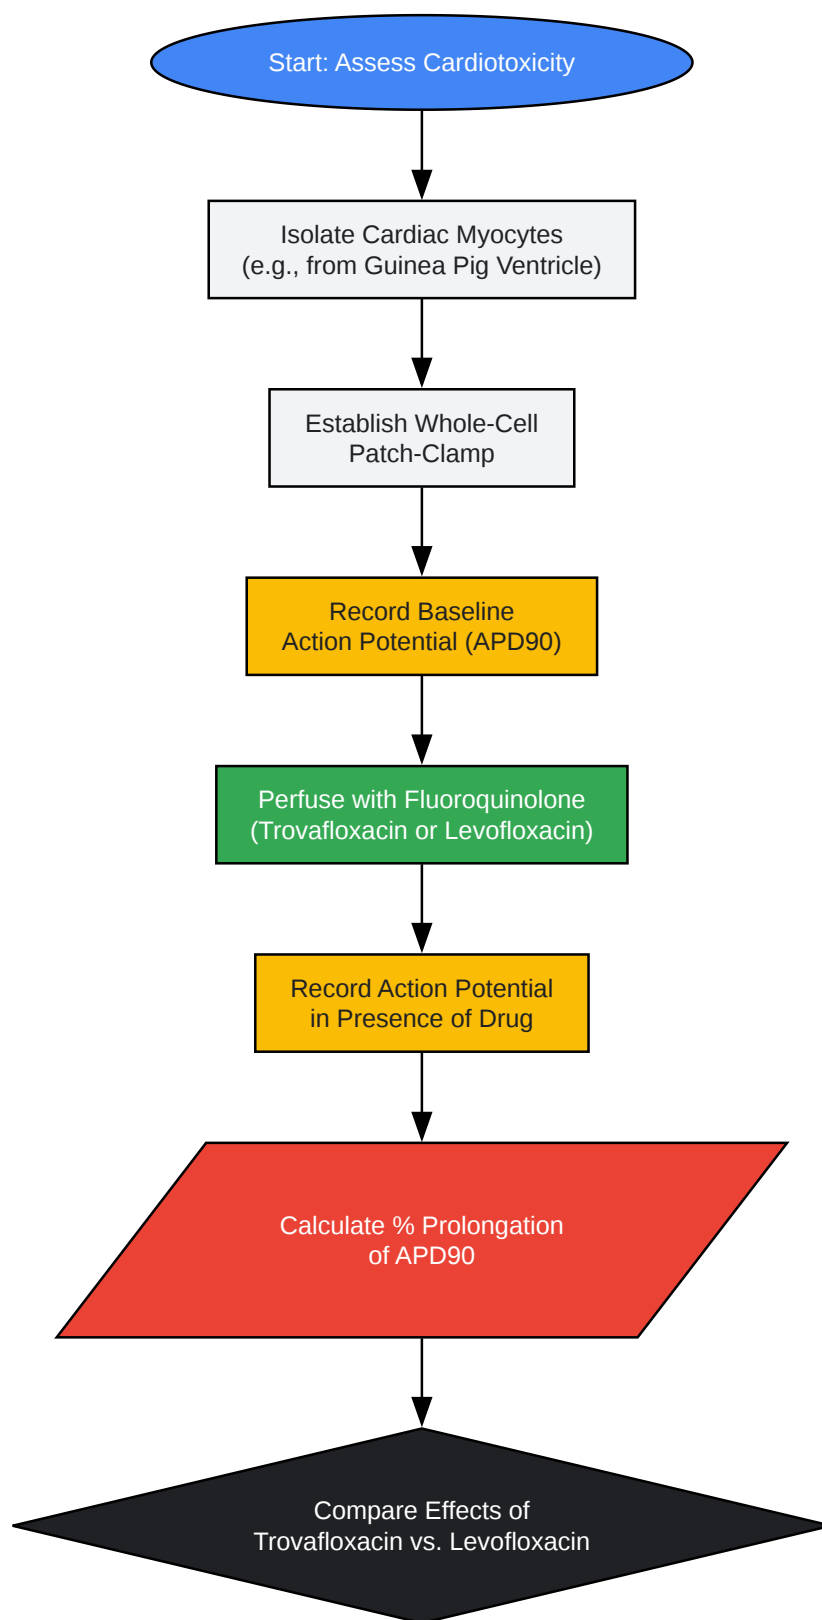 Start: Assess Cardiotoxicity
Isolate Cardiac Myocytes
(e.g., from Guinea Pig Ventricle)
Establish Whole-Cell
Patch-Clamp
Record Baseline
Action Potential (APD90)
Perfuse with Fluoroquinolone
(Trovafloxacin or Levofloxacin)
Record Action Potential
in Presence of Drug
Calculate % Prolongation
of APD90
Compare Effects of
Trovafloxacin vs. Levofloxacin